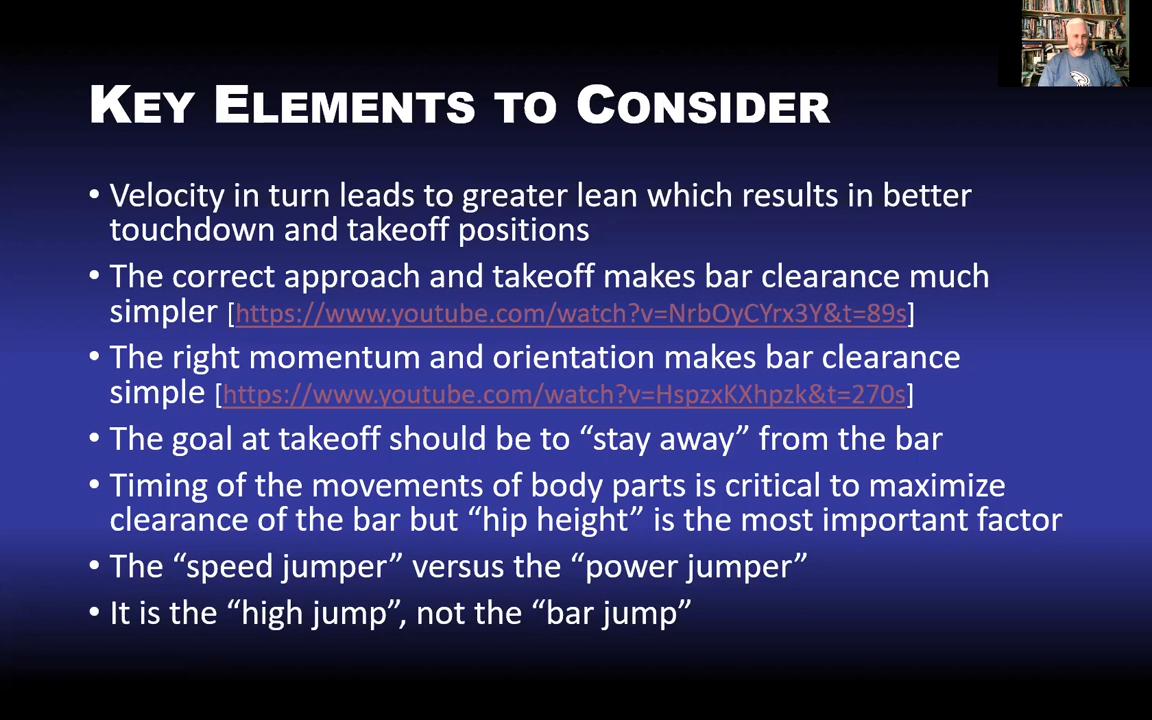 KEY ELEMENTS TO CONSIDER
• Velocity in turn leads to greater lean which results in better
touchdown and takeoff positions
• The correct approach and takeoff makes bar clearance much
simpler [https://www.youtube.com/watch?v=NrbOyCYrx3Y&t=89s]
• The right momentum and orientation makes bar clearance
simple [https://www.youtube.com/watch?v=HspzxKXhpzk&t=270s]
• The goal at takeoff should be to “stay away” from the bar
• Timing of the movements of body parts is critical to maximize
clearance of the bar but “hip height” is the most important factor
• The “speed jumper” versus the “power jumper”
• It is the “high jump”, not the “bar jump”